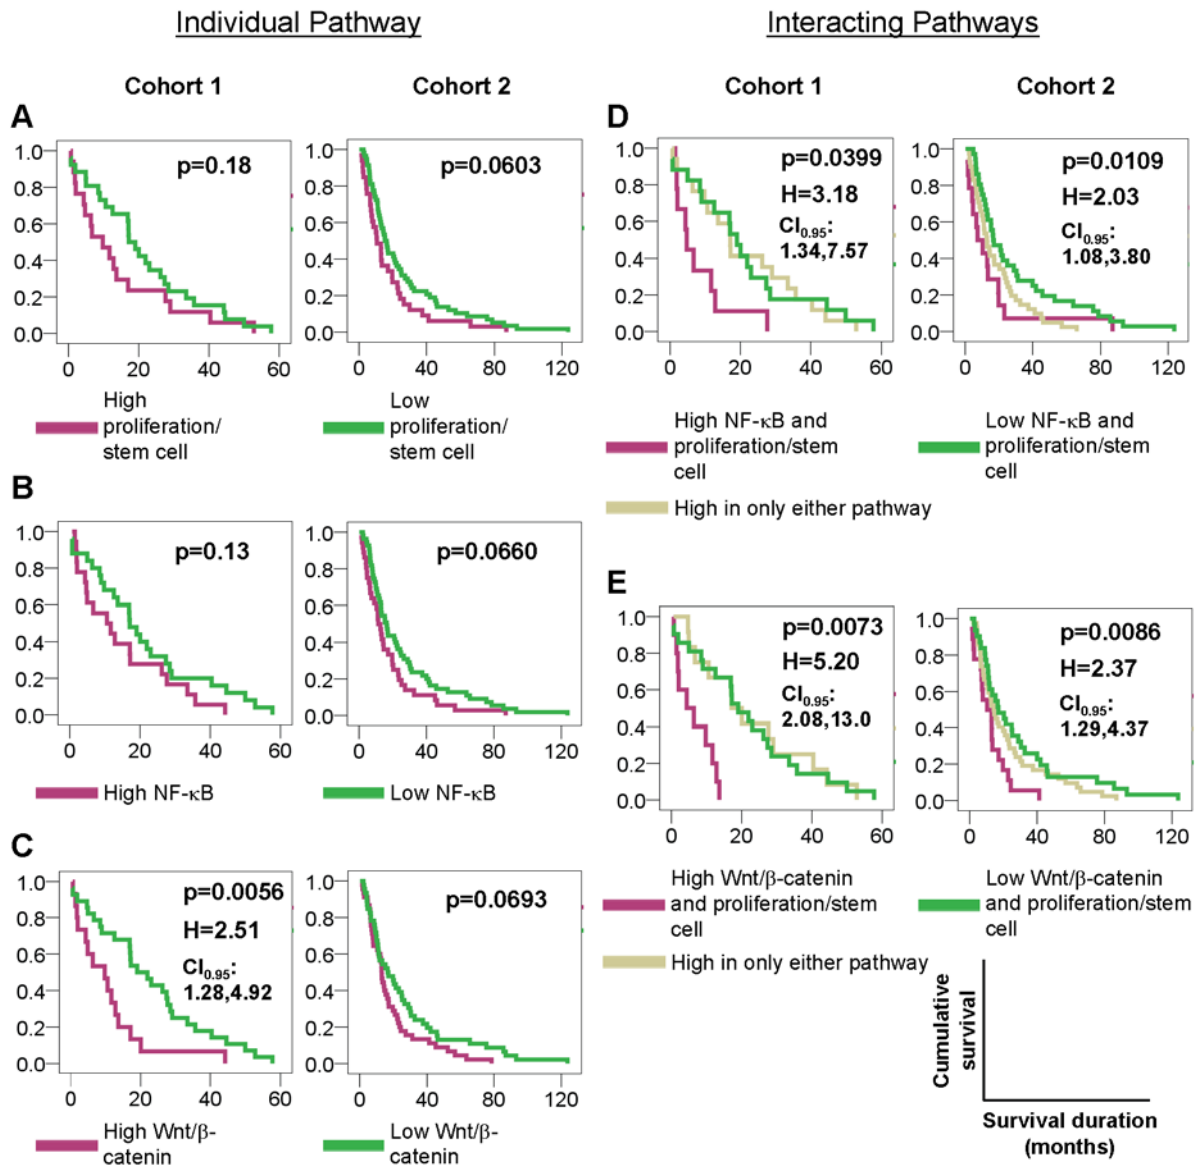 Individual Pathway
Interacting Pathways
Cohort 1
Cohort 2
Cohort 1
Cohort 2
A
1.0
0.8
0.6
0.4
0.2
0.0
p=0.18
0 20 40 60
1.0
0.8
0.6
0.4
0.2
0.0
p=0.0603
0 40 80 120
High
proliferation/
stem cell
Low
proliferation/
stem cell
B
1.0
0.8
0.6
0.4
0.2
0.0
p=0.13
0 20 40 60
1.0
0.8
0.6
0.4
0.2
0.0
p=0.0660
0 40 80 120
High NF-κB
Low NF-κB
C
1.0
0.8
0.6
0.4
0.2
0.0
p=0.0056
H=2.51
CI0.95:
1.28,4.92
0 20 40 60
1.0
0.8
0.6
0.4
0.2
0.0
p=0.0693
0 40 80 120
High Wnt/β-
catenin
Low Wnt/β-
catenin
D
1.0
0.8
0.6
0.4
0.2
0.0
p=0.0399
H=3.18
CI0.95:
1.34,7.57
0 20 40 60
1.0
0.8
0.6
0.4
0.2
0.0
p=0.0109
H=2.03
CI0.95:
1.08,3.80
0 40 80 120
High NF-κB and
proliferation/stem
cell
Low NF-κB and
proliferation/stem
cell
High in only either pathway
E
1.0
0.8
0.6
0.4
0.2
0.0
p=0.0073
H=5.20
CI0.95:
2.08,13.0
0 20 40 60
1.0
0.8
0.6
0.4
0.2
0.0
p=0.0086
H=2.37
CI0.95:
1.29,4.37
0 40 80 120
High Wnt/β-catenin
and proliferation/stem
cell
Low Wnt/β-catenin
and proliferation/stem
cell
High in only either pathway
Cumulative
survival
Survival duration
(months)